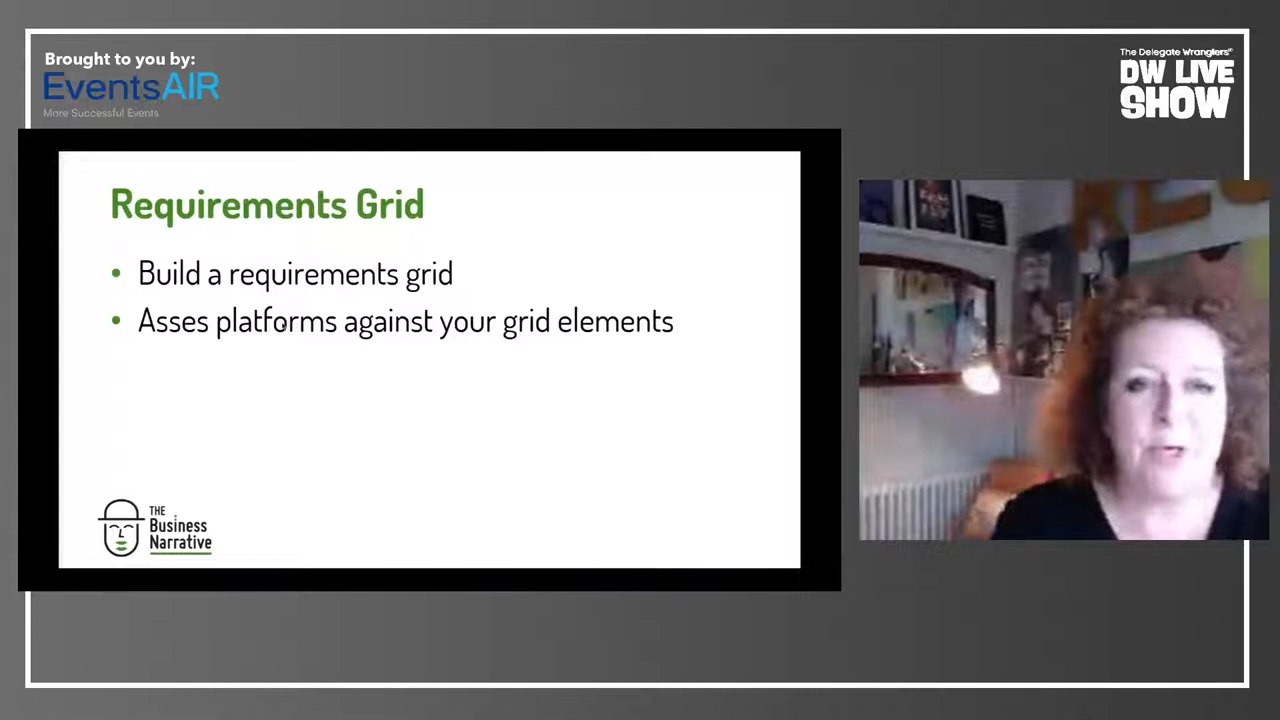 Brought to you by:
EventsAIR
More Successful Events
The Delegate Wranglers®
DW LIVE
SHOW
Requirements Grid
• Build a requirements grid
• Asses platforms against your grid elements
THE
Business
Narrative